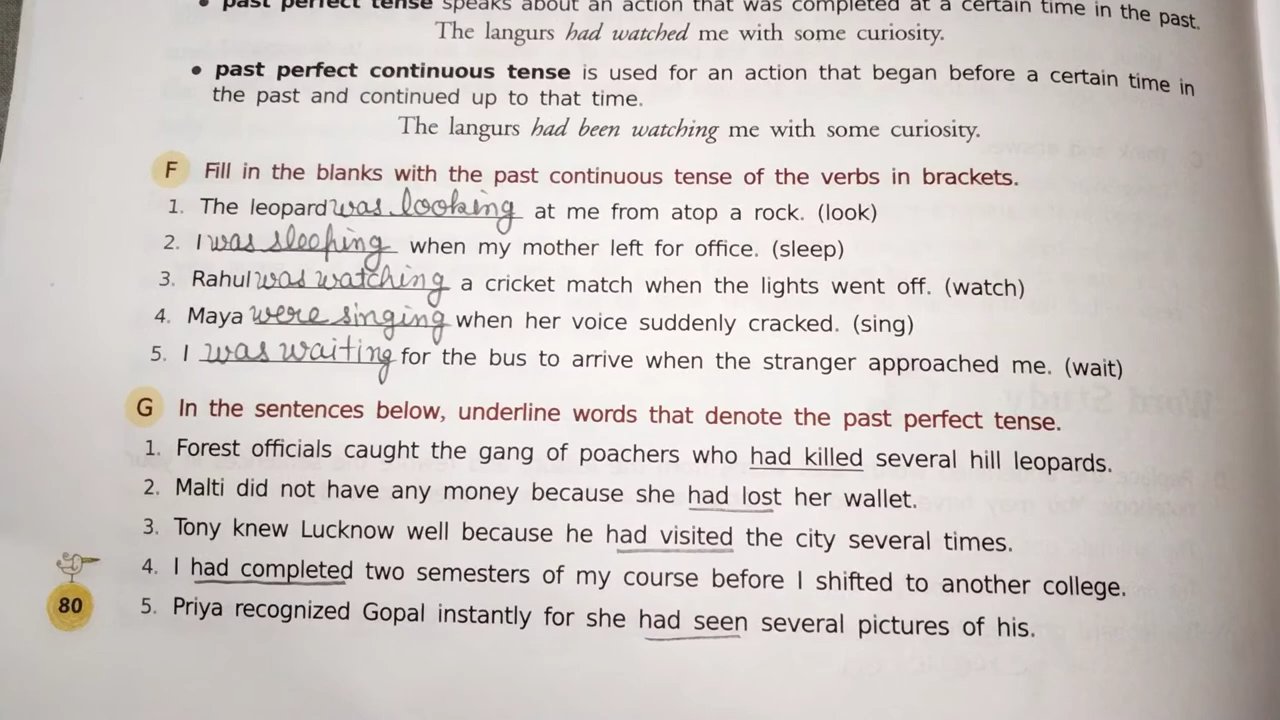 • past perfect tense speaks about an action that was completed at a certain time in the past.
The langurs had watched me with some curiosity.
• past perfect continuous tense is used for an action that began before a certain time in
the past and continued up to that time.
The langurs had been watching me with some curiosity.
F Fill in the blanks with the past continuous tense of the verbs in brackets.
1. The leopard was looking at me from atop a rock. (look)
2. I was sleeping when my mother left for office. (sleep)
3. Rahul was watching a cricket match when the lights went off. (watch)
4. Maya were singing when her voice suddenly cracked. (sing)
5. I was waiting for the bus to arrive when the stranger approached me. (wait)
G In the sentences below, underline words that denote the past perfect tense.
1. Forest officials caught the gang of poachers who had killed several hill leopards.
2. Malti did not have any money because she had lost her wallet.
3. Tony knew Lucknow well because he had visited the city several times.
4. I had completed two semesters of my course before I shifted to another college.
80
5. Priya recognized Gopal instantly for she had seen several pictures of his.